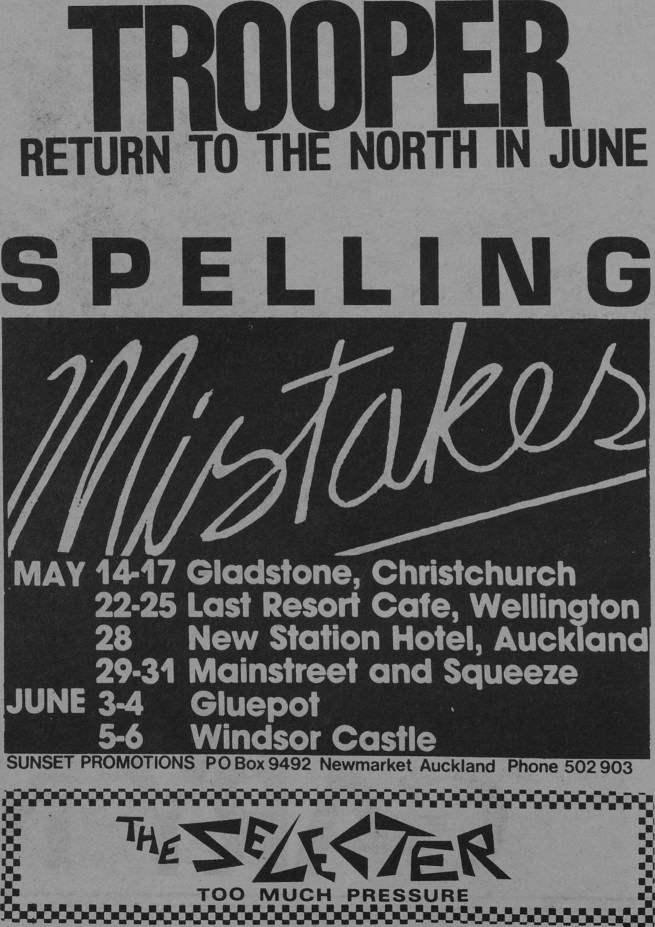 TROOPER
RETURN TO THE NORTH IN JUNE
SPELLING
Mistakes
MAY 14-17 Gladstone, Christchurch
22-25 Last Resort Cafe, Wellington
28 New Station Hotel, Auckland
29-31 Mainstreet and Squeeze
JUNE 3-4 Gluepot
5-6 Windsor Castle
SUNSET PROMOTIONS PO Box 9492 Newmarket Auckland Phone 502 903
THE SELECTER
TOO MUCH PRESSURE